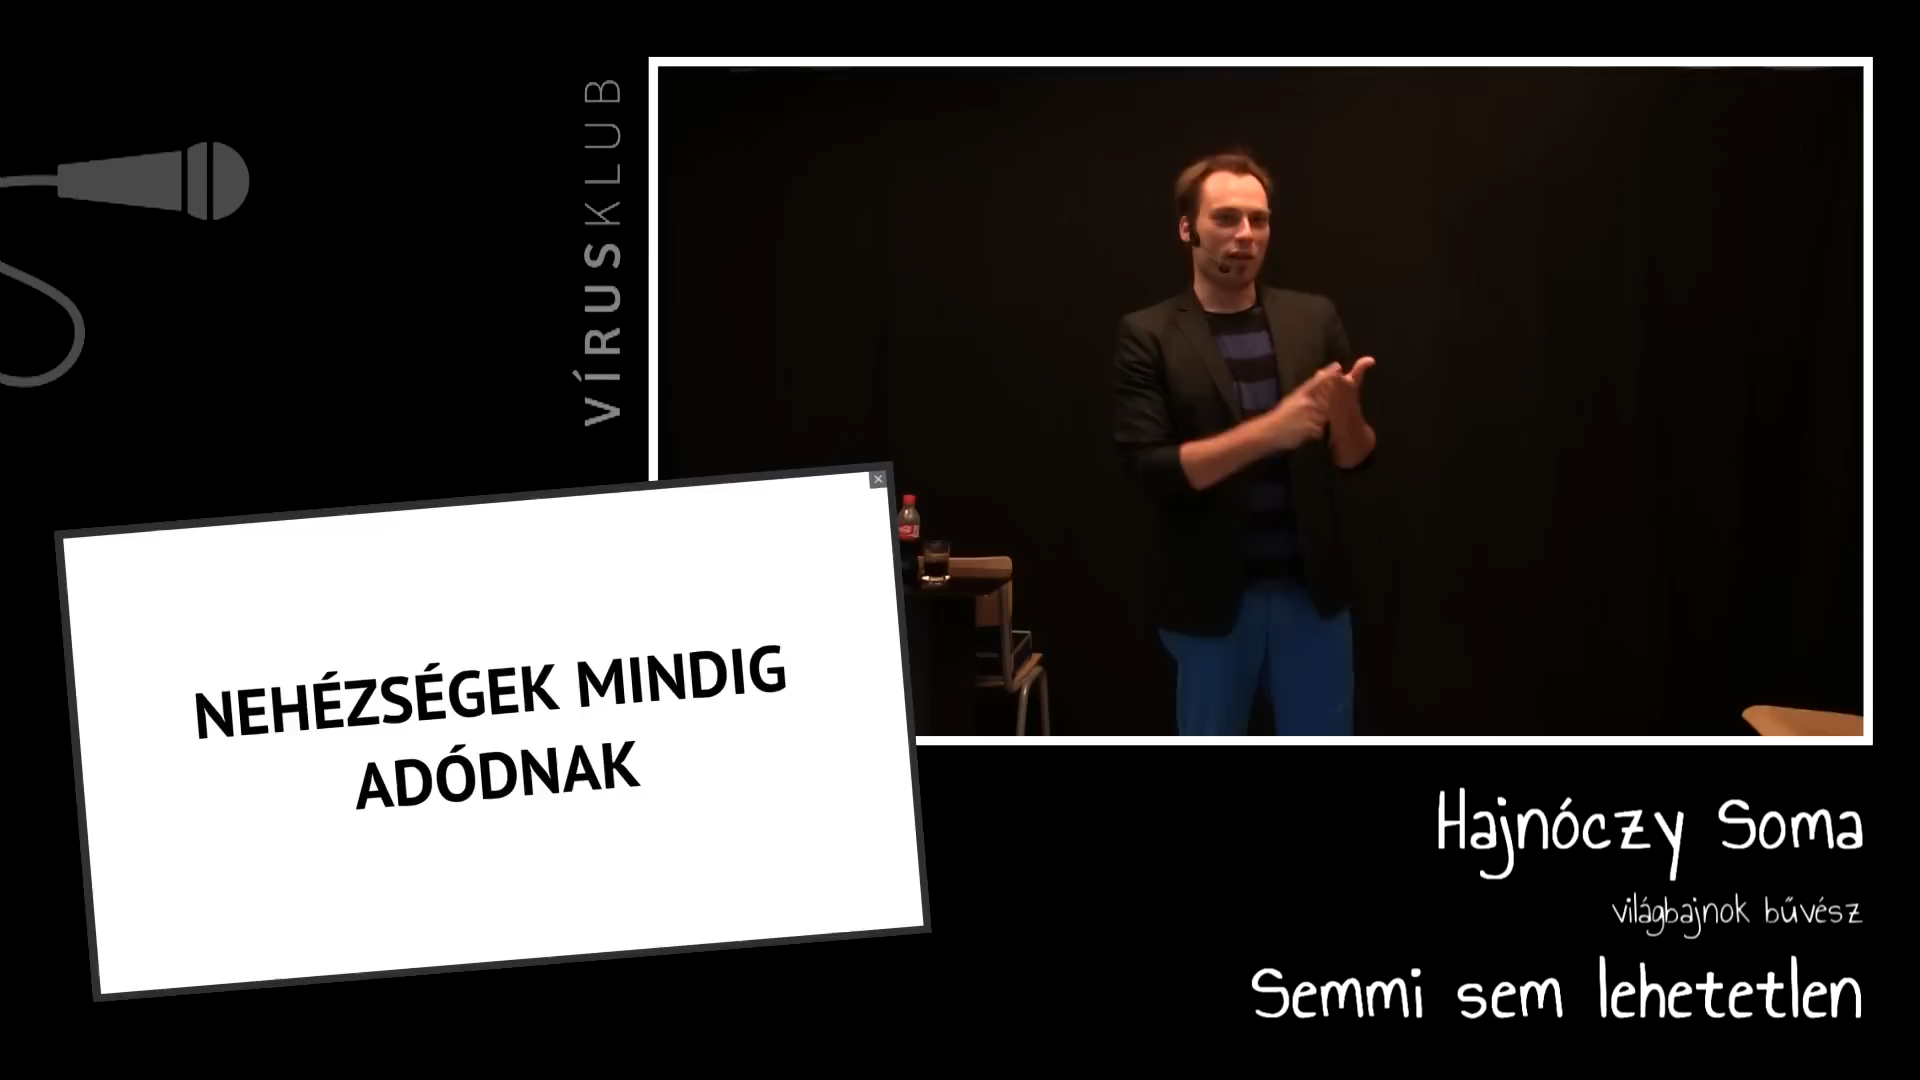 VÍRUSKLUB
NEHÉZSÉGEK MINDIG
ADÓDNAK
Hajnóczy Soma
világbajnok bűvész
Semmi sem lehetetlen